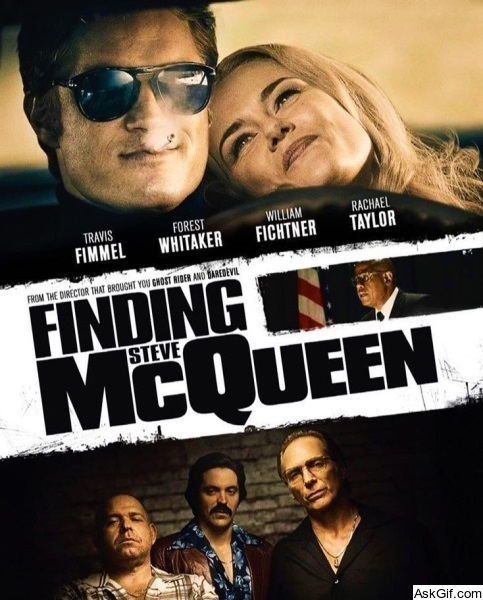 TRAVIS
FIMMEL
FOREST
WHITAKER
WILLIAM
FICHTNER
RACHAEL
TAYLOR
FROM THE DIRECTOR THAT BROUGHT YOU GHOST RIDER AND DAREDEVIL
FINDING
STEVE
MCQUEEN
AskGif.com